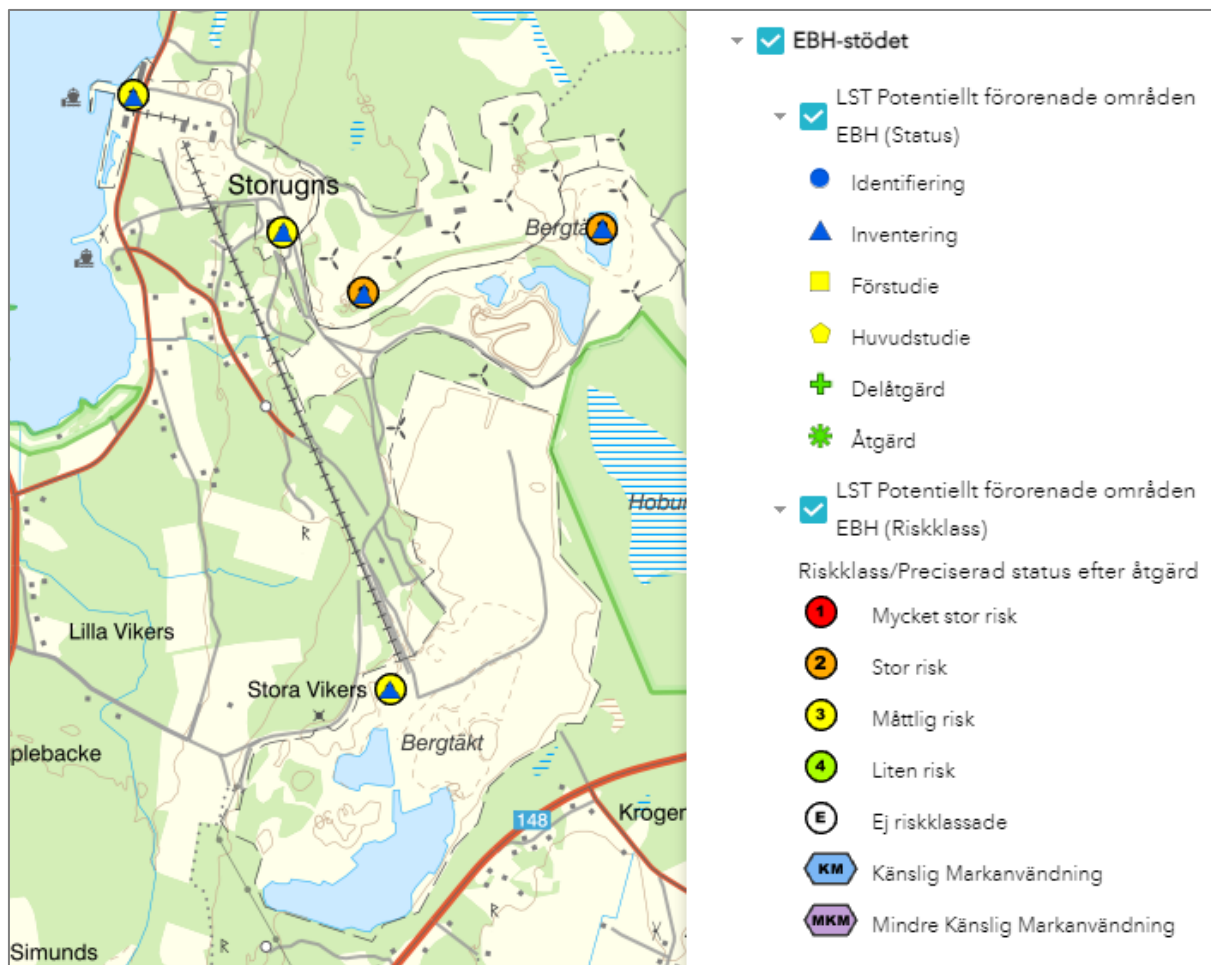 Storugns
Bergtä
Hobur
Lilla Vikers
Stora Vikers
Bergtäkt
plebacke
148
Kroger
Simunds
30
EBH-stödet
LST Potentiellt förorenade områden
EBH (Status)
Identifiering
Inventering
Förstudie
Huvudstudie
Delåtgärd
Åtgärd
LST Potentiellt förorenade områden
EBH (Riskklass)
Riskklass/Preciserad status efter åtgärd
1 Mycket stor risk
2 Stor risk
3 Måttlig risk
4 Liten risk
E Ej riskklassade
KM Känslig Markanvändning
MKM Mindre Känslig Markanvändning